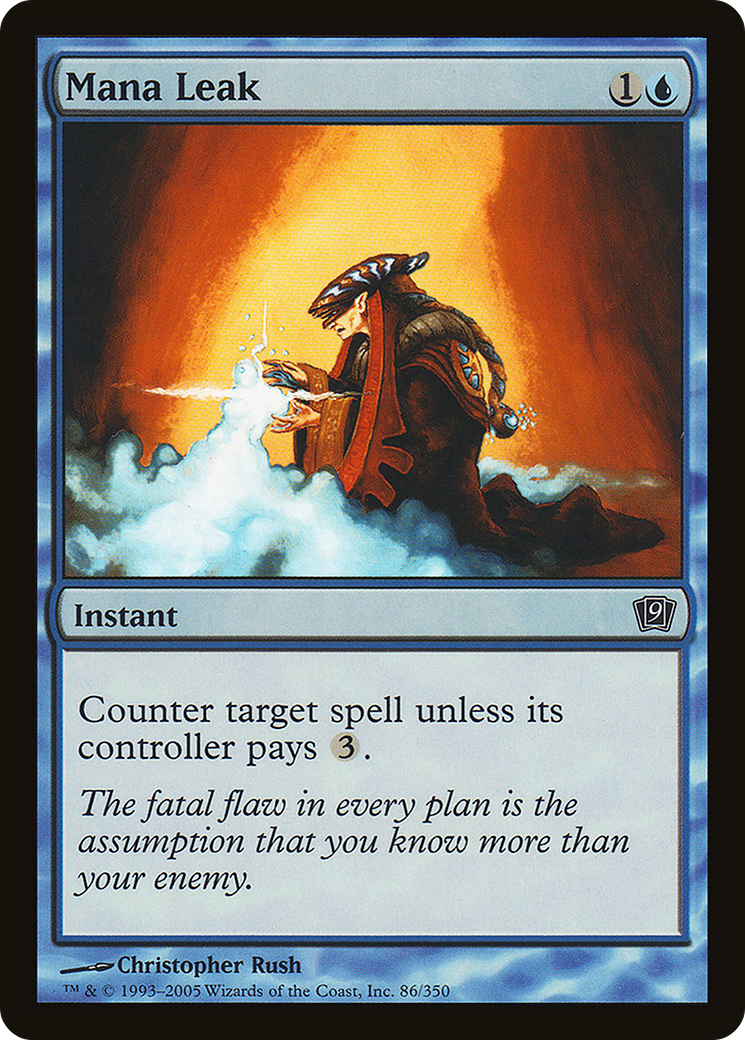 Mana Leak 1
Instant 9
Counter target spell unless its
controller pays 3.
The fatal flaw in every plan is the
assumption that you know more than
your enemy.
Christopher Rush
™ & © 1993–2005 Wizards of the Coast, Inc. 86/350